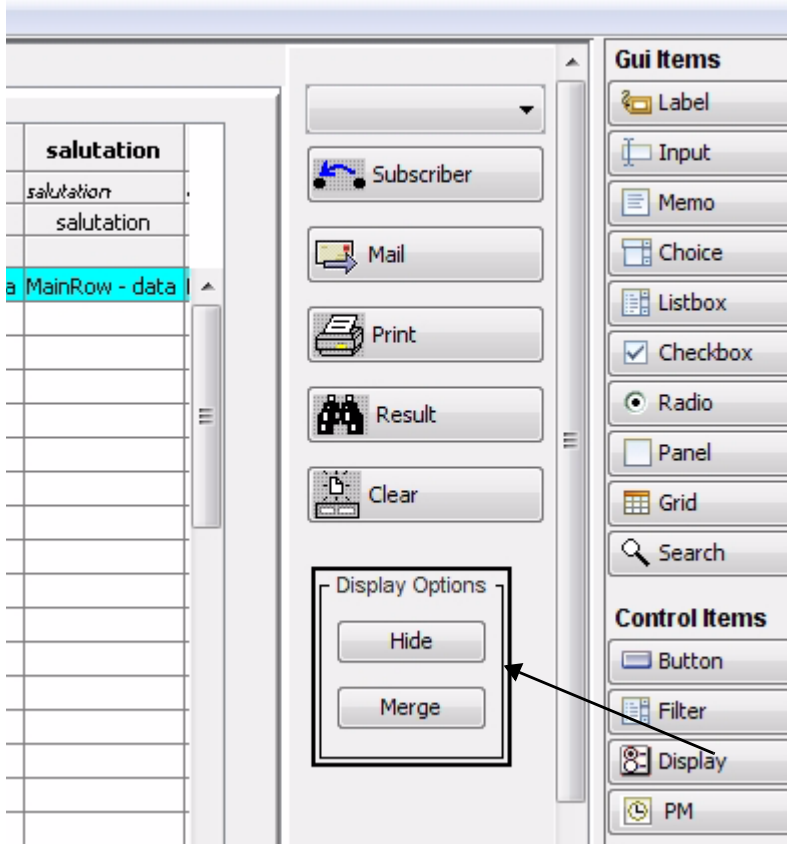 salutation
salutation
salutation
MainRow - data
Subscriber
Mail
Print
Result
Clear
Display Options
Hide
Merge
Gui Items
Label
Input
Memo
Choice
Listbox
Checkbox
Radio
Panel
Grid
Search
Control Items
Button
Filter
Display
PM